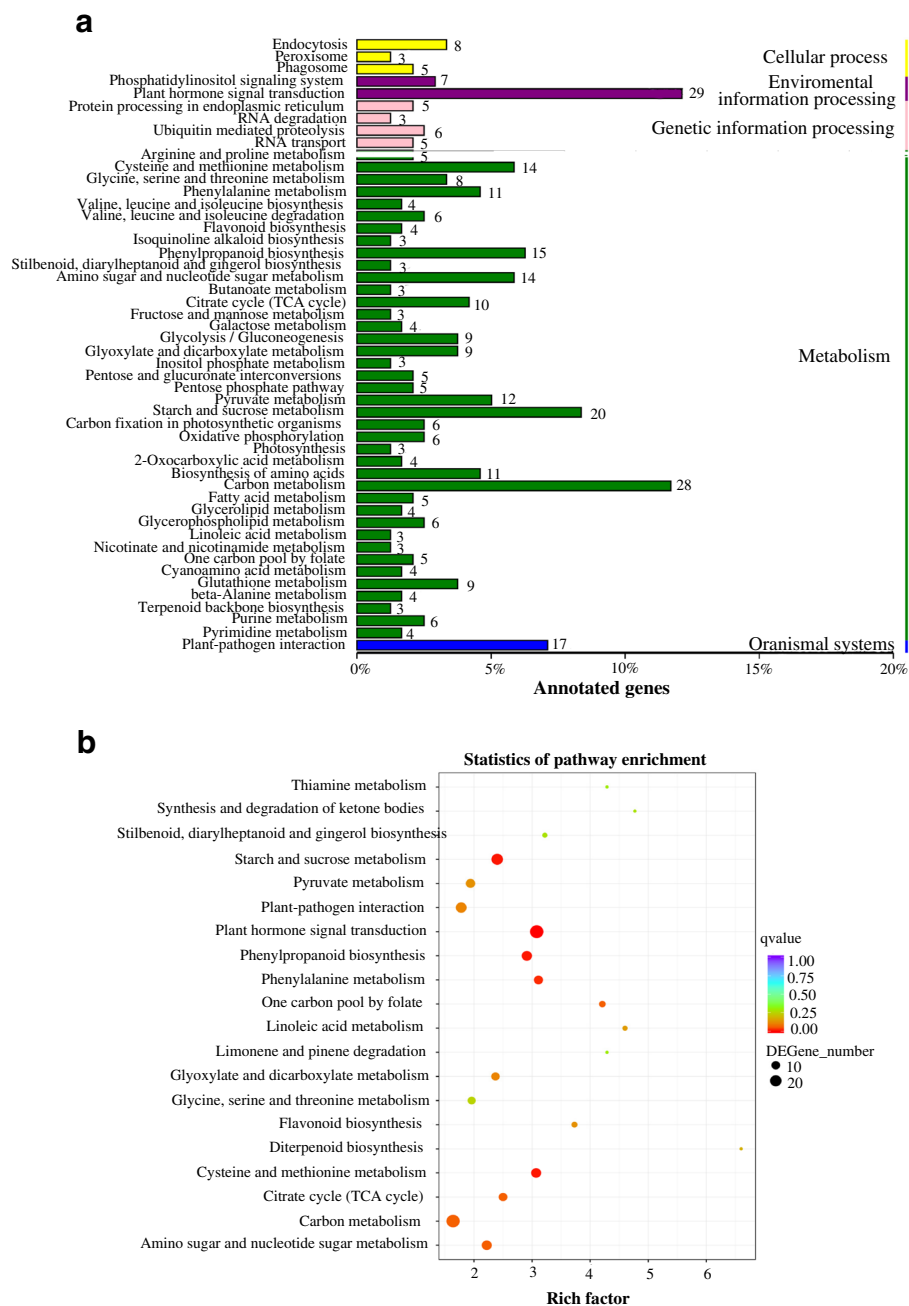 a
Endocytosis 8
Peroxisome 3
Phagosome 5
Cellular process
Phosphatidylinositol signaling system 7
Plant hormone signal transduction 29
Enviromental
information processing
Protein processing in endoplasmic reticulum 5
RNA degradation 3
Ubiquitin mediated proteolysis 6
RNA transport 5
Genetic information processing
Arginine and proline metabolism 5
Cysteine and methionine metabolism 14
Glycine, serine and threonine metabolism 8
Phenylalanine metabolism 11
Valine, leucine and isoleucine biosynthesis 4
Valine, leucine and isoleucine degradation 6
Flavonoid biosynthesis 4
Isoquinoline alkaloid biosynthesis 3
Phenylpropanoid biosynthesis 15
Stilbenoid, diarylheptanoid and gingerol biosynthesis 3
Amino sugar and nucleotide sugar metabolism 14
Butanoate metabolism 3
Citrate cycle (TCA cycle) 10
Fructose and mannose metabolism 3
Galactose metabolism 4
Glycolysis / Gluconeogenesis 9
Glyoxylate and dicarboxylate metabolism 9
Metabolism
Inositol phosphate metabolism 3
Pentose and glucuronate interconversions 5
Pentose phosphate pathway 5
Pyruvate metabolism 12
Starch and sucrose metabolism 20
Carbon fixation in photosynthetic organisms 6
Oxidative phosphorylation 6
Photosynthesis 3
2-Oxocarboxylic acid metabolism 4
Biosynthesis of amino acids 11
Carbon metabolism 28
Fatty acid metabolism 5
Glycerolipid metabolism 4
Glycerophospholipid metabolism 6
Linoleic acid metabolism 3
Nicotinate and nicotinamide metabolism 3
One carbon pool by folate 5
Cyanoamino acid metabolism 4
Glutathione metabolism 9
beta-Alanine metabolism 4
Terpenoid backbone biosynthesis 3
Purine metabolism 6
Pyrimidine metabolism 4
Plant-pathogen interaction 17
Oranismal systems
0% 5% 10% 15% 20%
Annotated genes
b
Statistics of pathway enrichment
Thiamine metabolism
Synthesis and degradation of ketone bodies
Stilbenoid, diarylheptanoid and gingerol biosynthesis
Starch and sucrose metabolism
Pyruvate metabolism
Plant-pathogen interaction
Plant hormone signal transduction
Phenylpropanoid biosynthesis
Phenylalanine metabolism
One carbon pool by folate
Linoleic acid metabolism
Limonene and pinene degradation
Glyoxylate and dicarboxylate metabolism
Glycine, serine and threonine metabolism
Flavonoid biosynthesis
Diterpenoid biosynthesis
Cysteine and methionine metabolism
Citrate cycle (TCA cycle)
Carbon metabolism
Amino sugar and nucleotide sugar metabolism
2 3 4 5 6
Rich factor
qvalue
1.00
0.75
0.50
0.25
0.00
DEGene_number
10
20